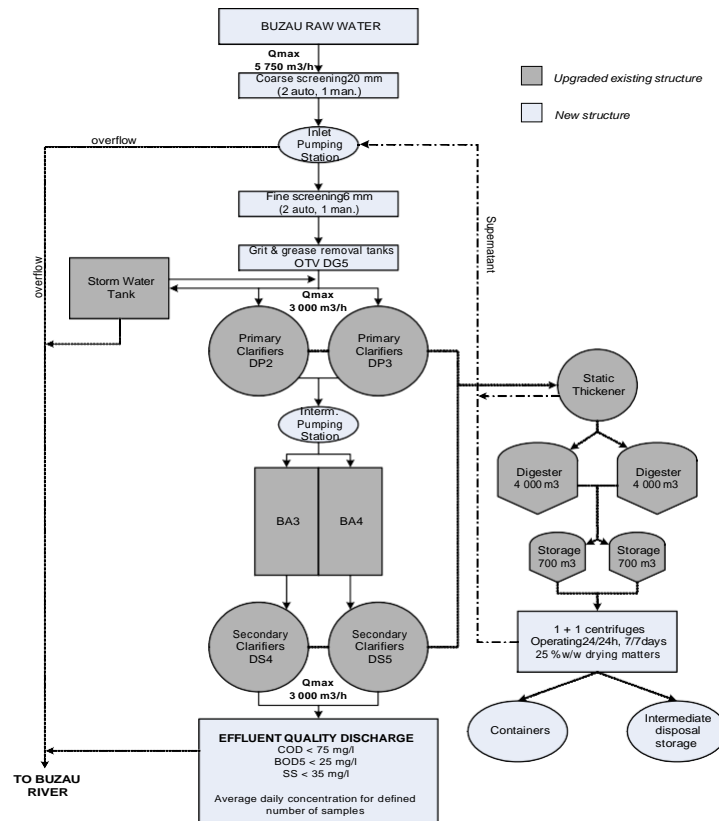 BUZAU RAW WATER
Qmax
5 750 m3/h
Coarse screening20 mm
(2 auto, 1 man.)
Upgraded existing structure
New structure
overflow
Inlet
Pumping
Station
Fine screening6 mm
(2 auto, 1 man.)
overflow
Supernatant
Grit & grease removal tanks
OTV DG5
Storm Water
Tank
Qmax
3 000 m3/h
Primary
Clarifiers
DP2
Primary
Clarifiers
DP3
Static
Thickener
Interm.
Pumping
Station
Digester
4 000 m3
Digester
4 000 m3
BA3
BA4
Storage
700 m3
Storage
700 m3
1 + 1 centrifuges
Operating24/24h, 7/7days
25 %w/w drying matters
Secondary
Clarifiers
DS4
Secondary
Clarifiers
DS5
Qmax
3 000 m3/h
Containers
Intermediate
disposal
storage
EFFLUENT QUALITY DISCHARGE
COD < 75 mg/l
BOD5 < 25 mg/l
SS < 35 mg/l
Average daily concentration for defined
number of samples
TO BUZAU
RIVER